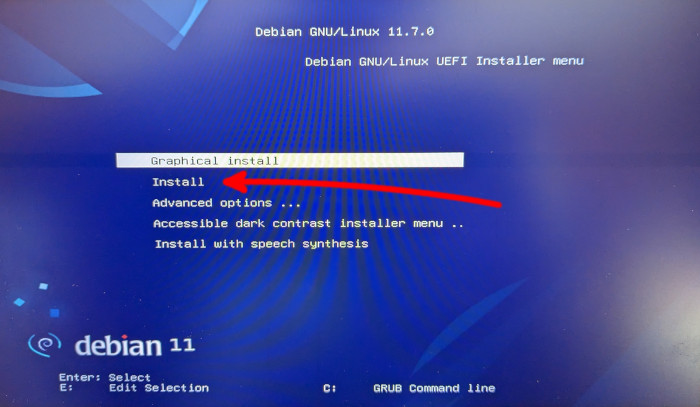 Debian GNU/Linux 11.7.0
Debian GNU/Linux UEFI Installer menu
Graphical install
Install
Advanced options ...
Accessible dark contrast installer menu ..
Install with speech synthesis
debian 11
Enter: Select
E: Edit Selection C: GRUB Command line